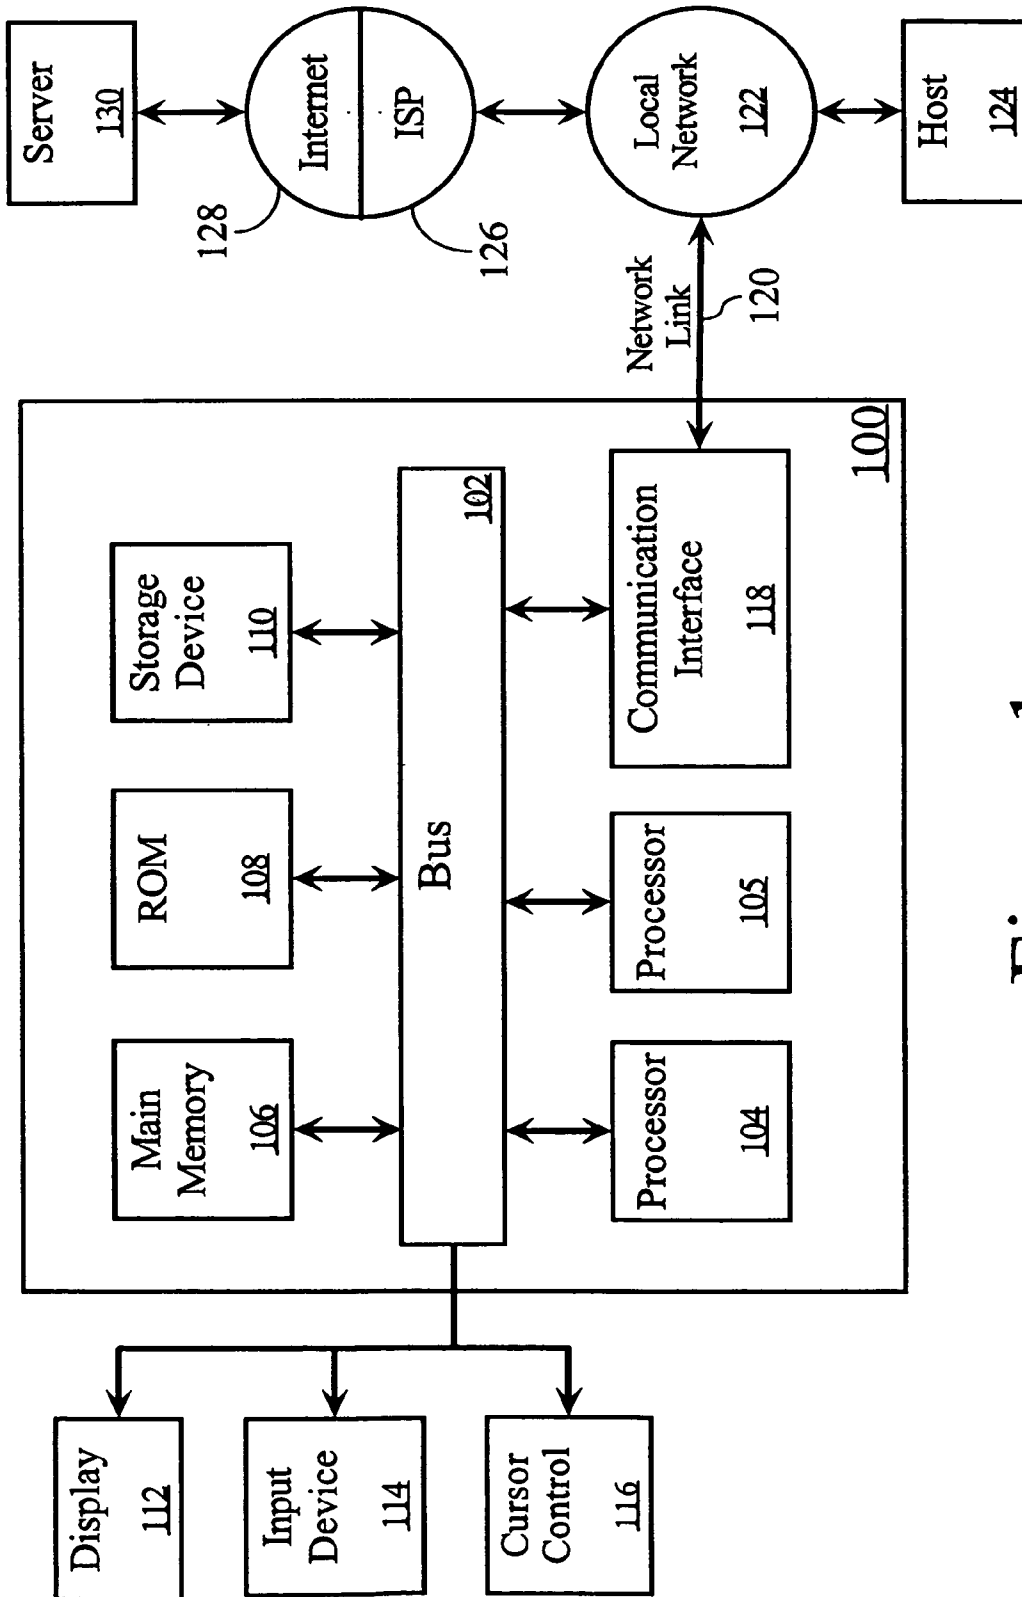 Display
112
Input
Device
114
Cursor
Control
116
Main
Memory
106
ROM
108
Storage
Device
110
Bus
102
Processor
104
Processor
105
Communication
Interface
118
100
Network
Link
120
Server
130
128
Internet
ISP
126
Local
Network
122
Host
124